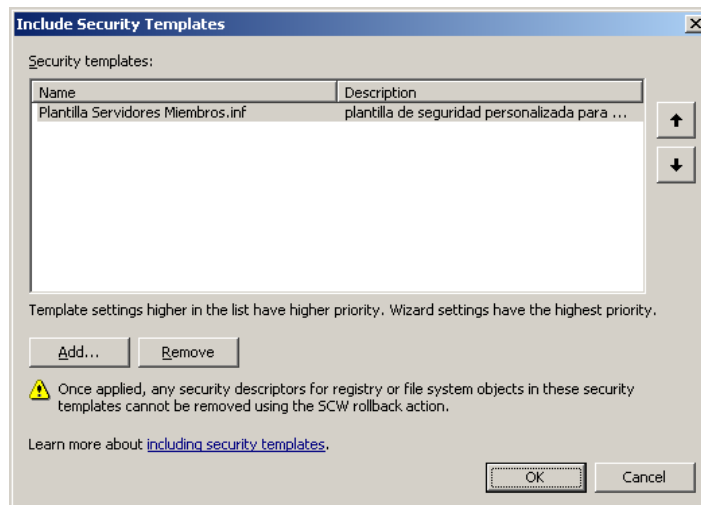 Include Security Templates
Security templates:
Name Description
Plantilla Servidores Miembros.inf plantilla de seguridad personalizada para ...
Template settings higher in the list have higher priority. Wizard settings have the highest priority.
Add... Remove
Once applied, any security descriptors for registry or file system objects in these security
templates cannot be removed using the SCW rollback action.
Learn more about including security templates.
OK Cancel